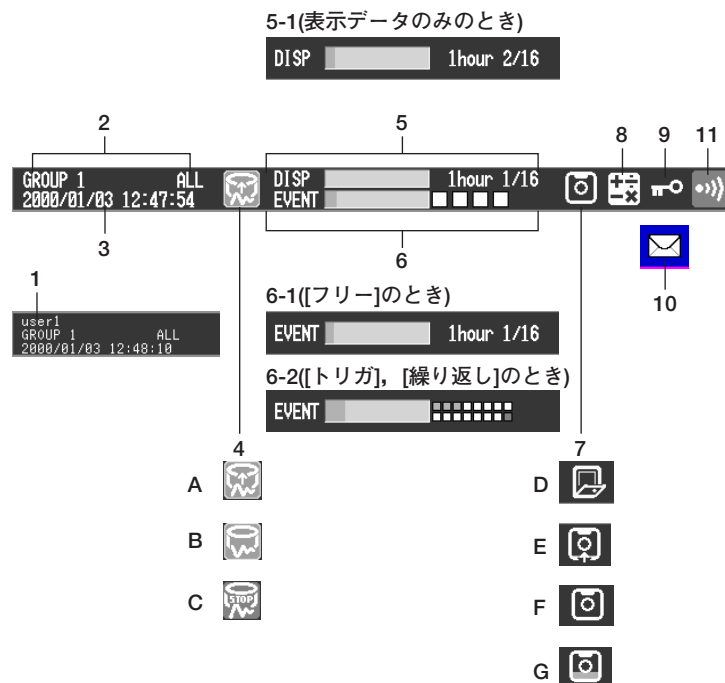 5-1(表示データのみのとき)
DISP 1hour 2/16
2 5 8 9 11
GROUP 1 ALL DISP 1hour 1/16
2000/01/03 12:47:54 EVENT
3 6
10
1
user1
GROUP 1 ALL
2000/01/03 12:48:10
6-1([フリー]のとき)
EVENT 1hour 1/16
6-2([トリガ], [繰り返し]のとき)
EVENT
4 7
A D
B E
C STOP F
G